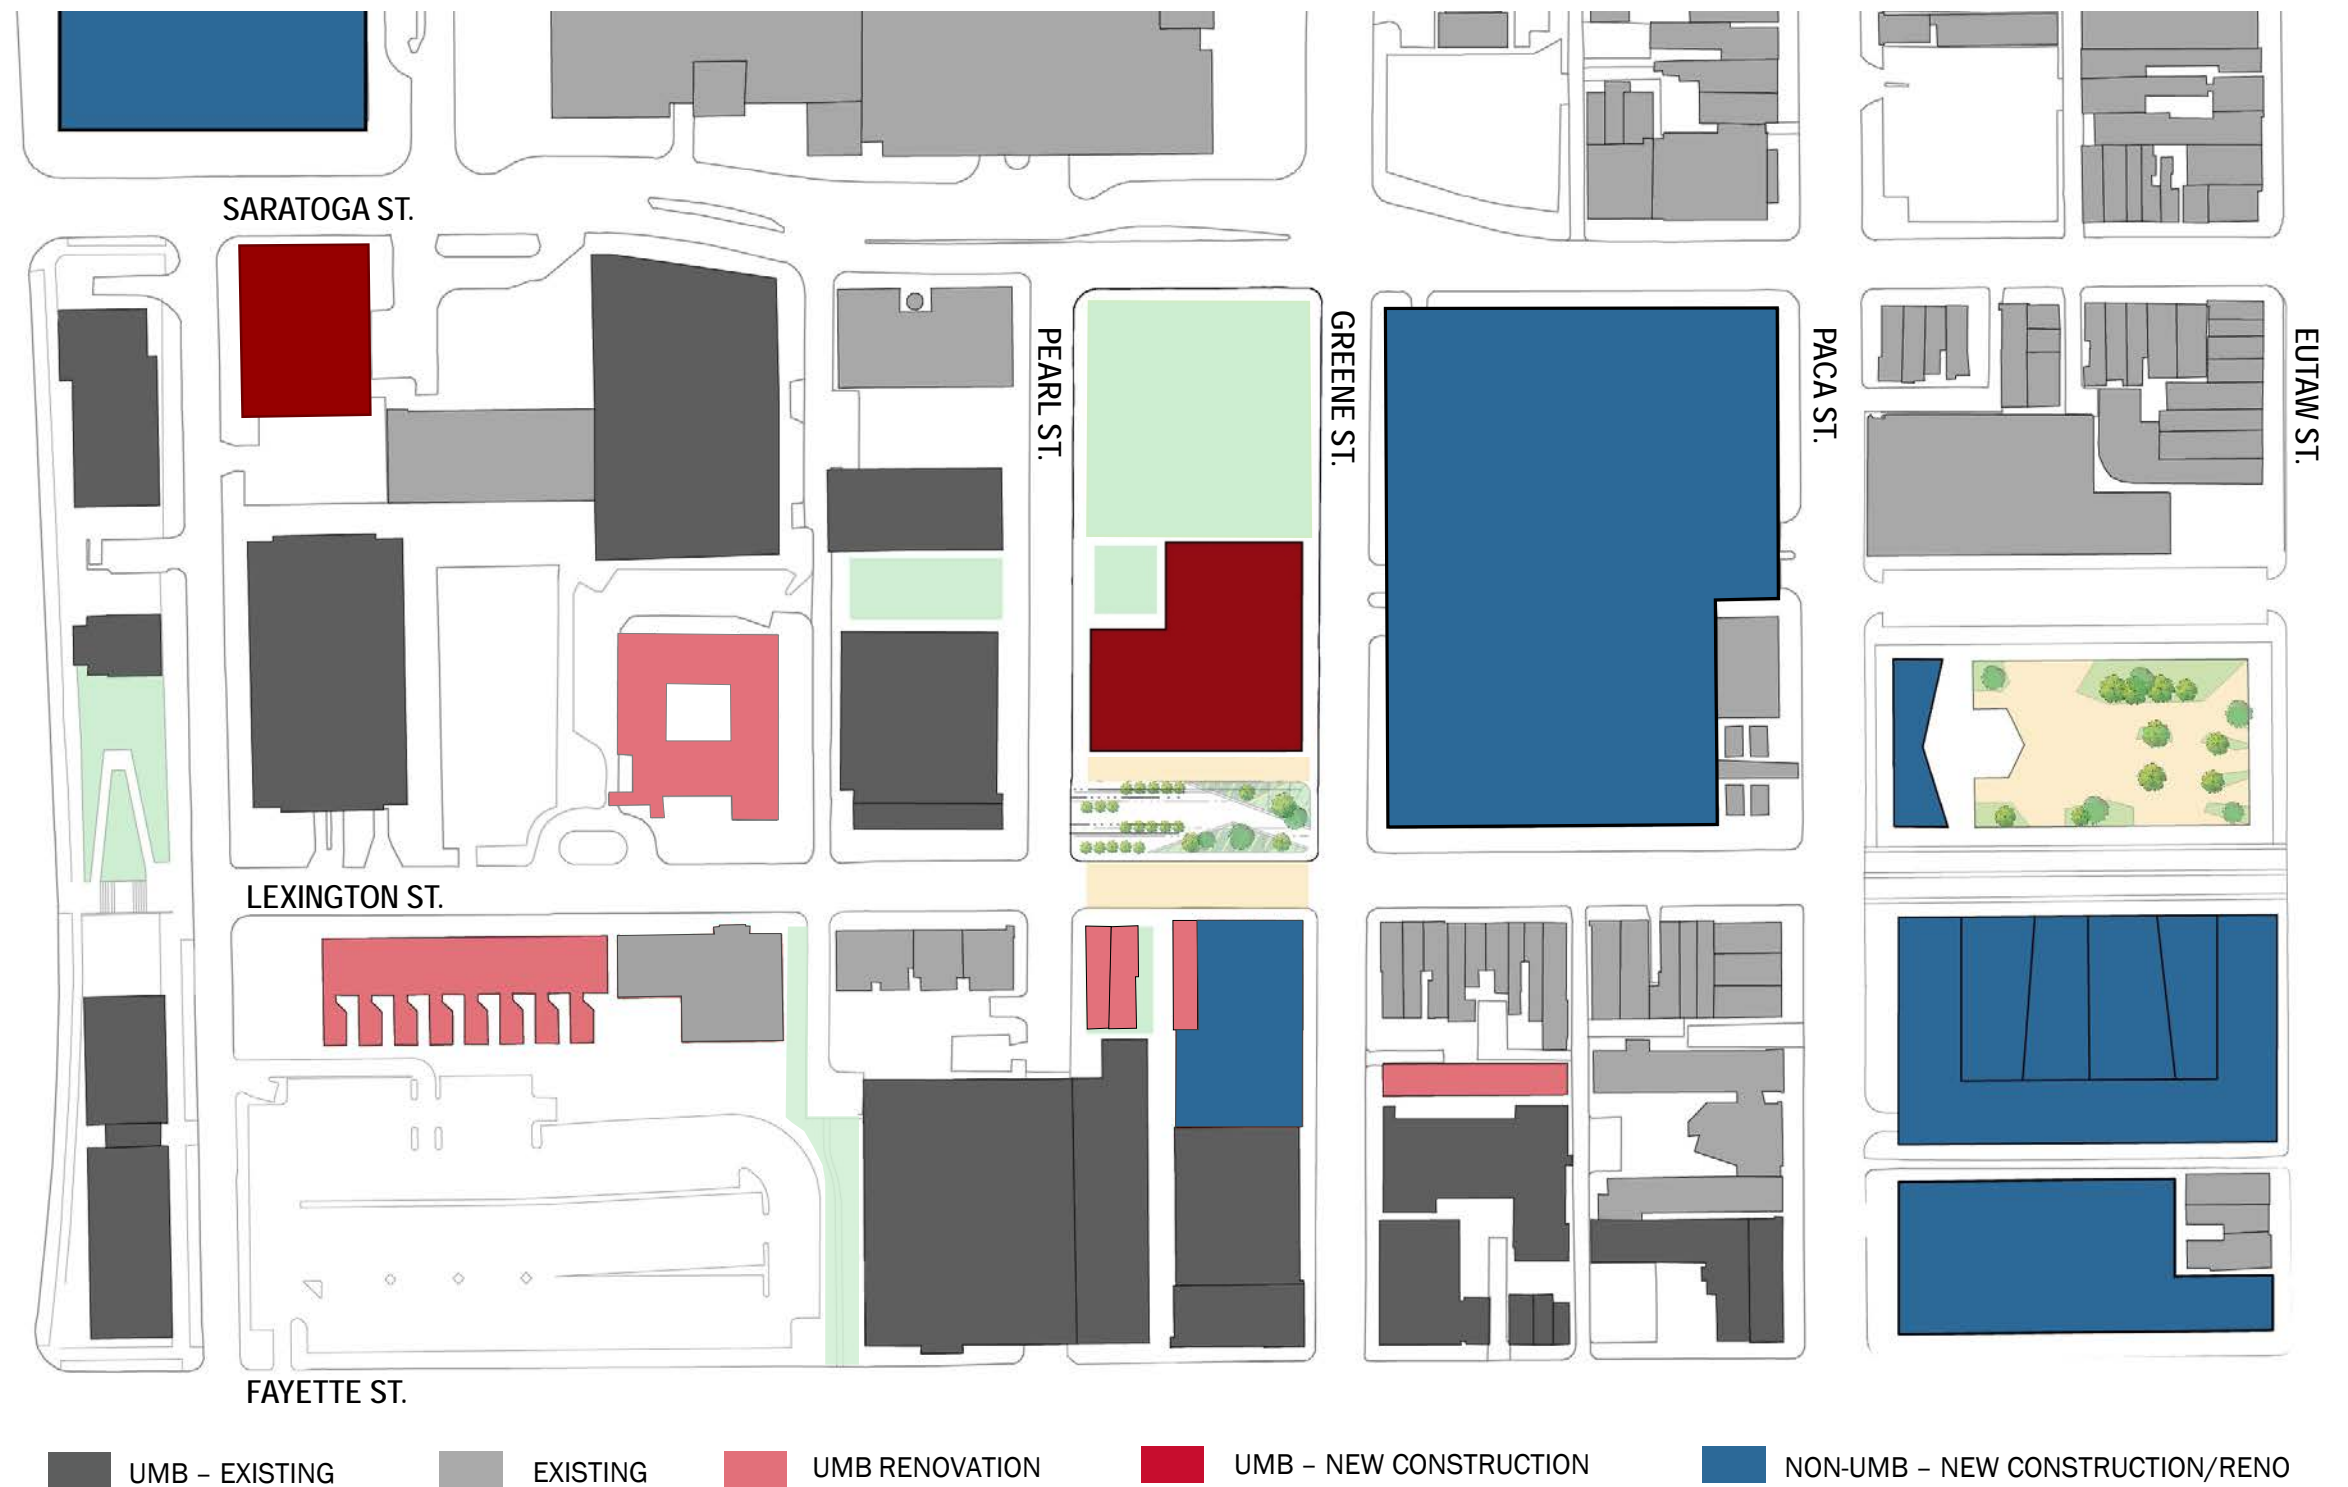 SARATOGA ST.
PEARL ST.
GREENE ST.
PACA ST.
EUTAW ST.
LEXINGTON ST.
FAYETTE ST.
UMB – EXISTING
EXISTING
UMB RENOVATION
UMB – NEW CONSTRUCTION
NON-UMB – NEW CONSTRUCTION/RENO